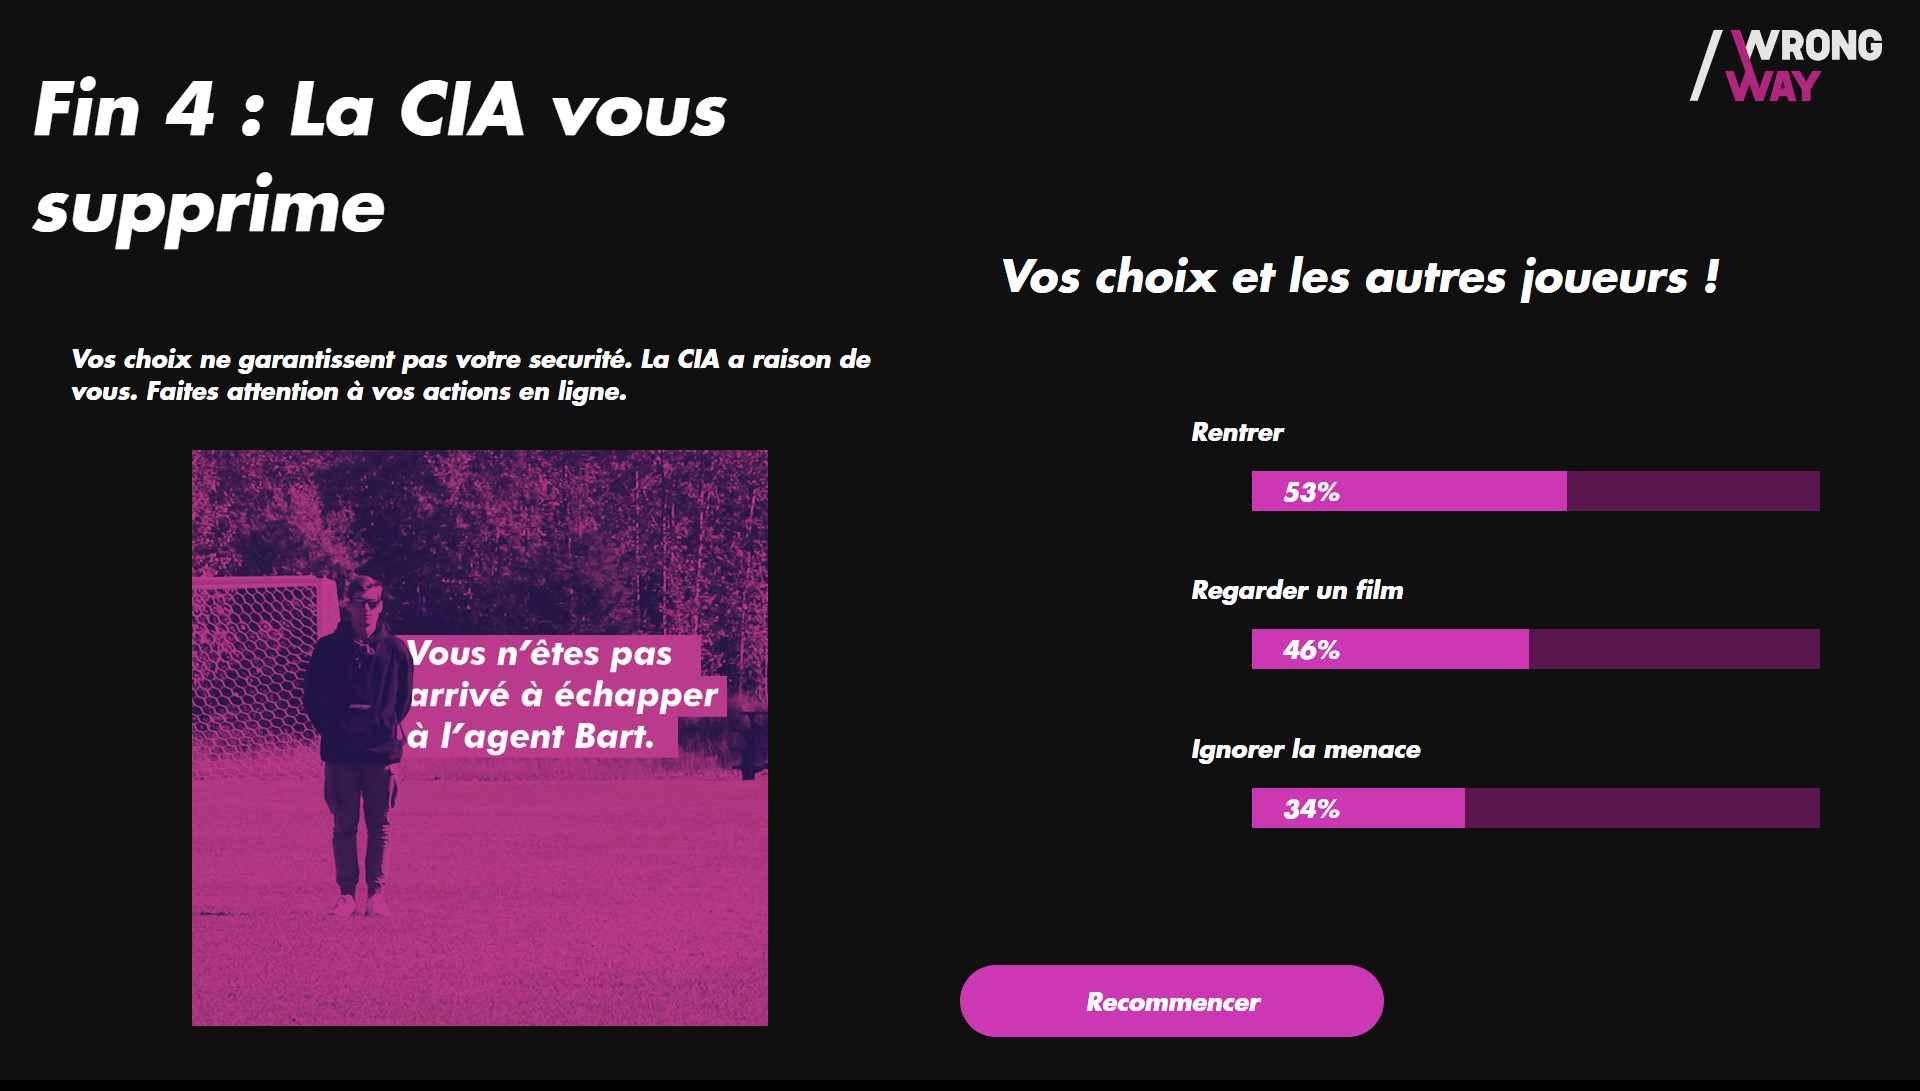 WRONG
WAY
Fin 4 : La CIA vous
supprime
Vos choix ne garantissent pas votre securité. La CIA a raison de
vous. Faites attention à vos actions en ligne.
Vous n’êtes pas
arrivé à échapper
à l’agent Bart.
Vos choix et les autres joueurs !
Rentrer
53%
Regarder un film
46%
Ignorer la menace
34%
Recommencer